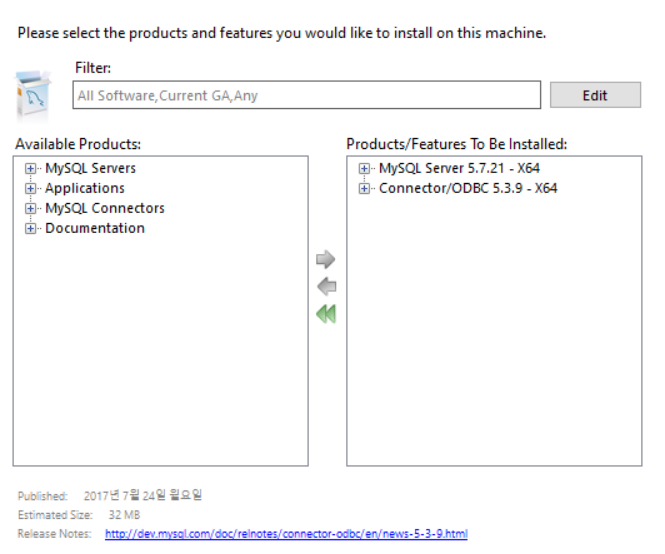 Please select the products and features you would like to install on this machine.
Filter:
All Software,Current GA,Any
Edit
Available Products:
MySQL Servers
Applications
MySQL Connectors
Documentation
Products/Features To Be Installed:
MySQL Server 5.7.21 - X64
Connector/ODBC 5.3.9 - X64
Published: 2017년 7월 24일 월요일
Estimated Size: 32 MB
Release Notes: http://dev.mysql.com/doc/relnotes/connector-odbc/en/news-5-3-9.html